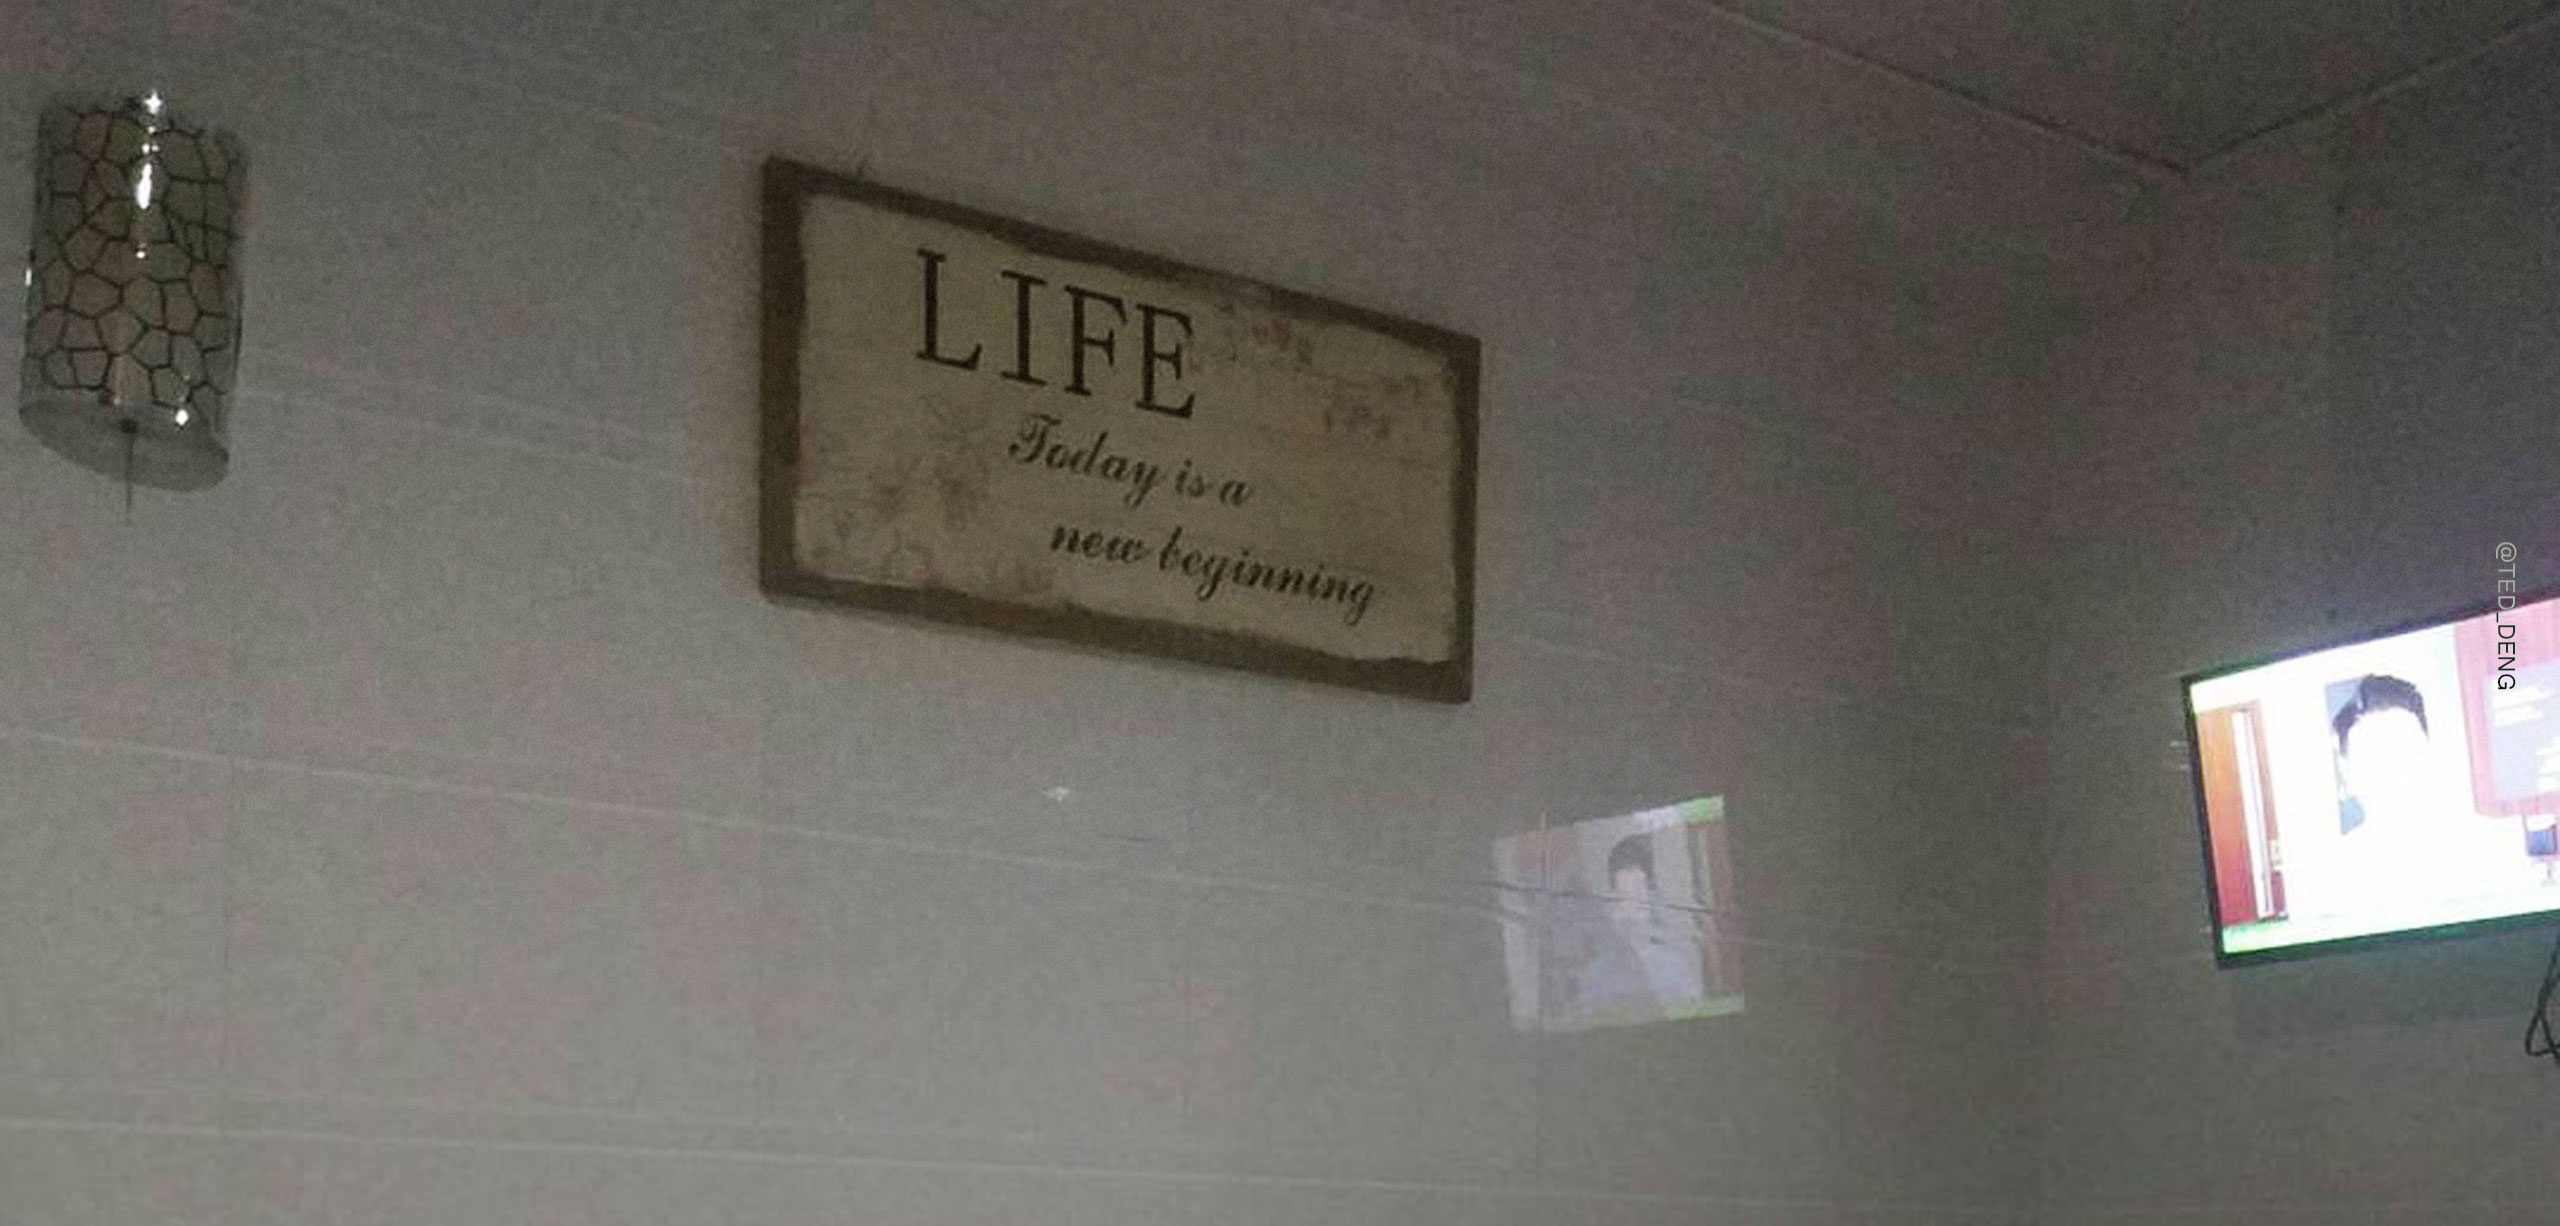 LIFE
Today is a
new beginning
@TED_DENG